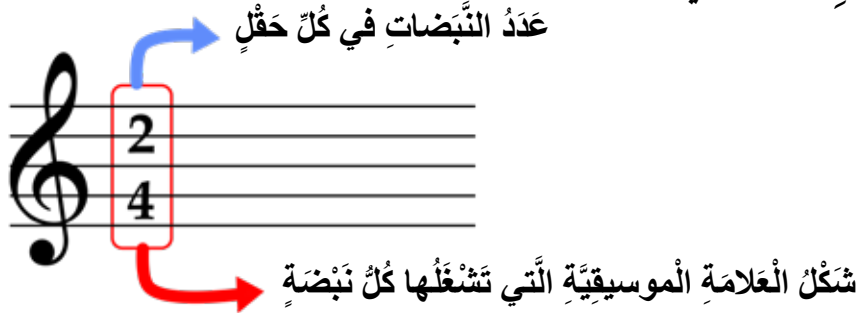 عَدَدُ النَّبَضاتِ في كُلِّ حَقْلٍ
2
4
شَكْلُ الْعَلامَةِ الْموسيقِيَّةِ الَّتي تَشْغَلُها كُلُّ نَبْضَةٍ